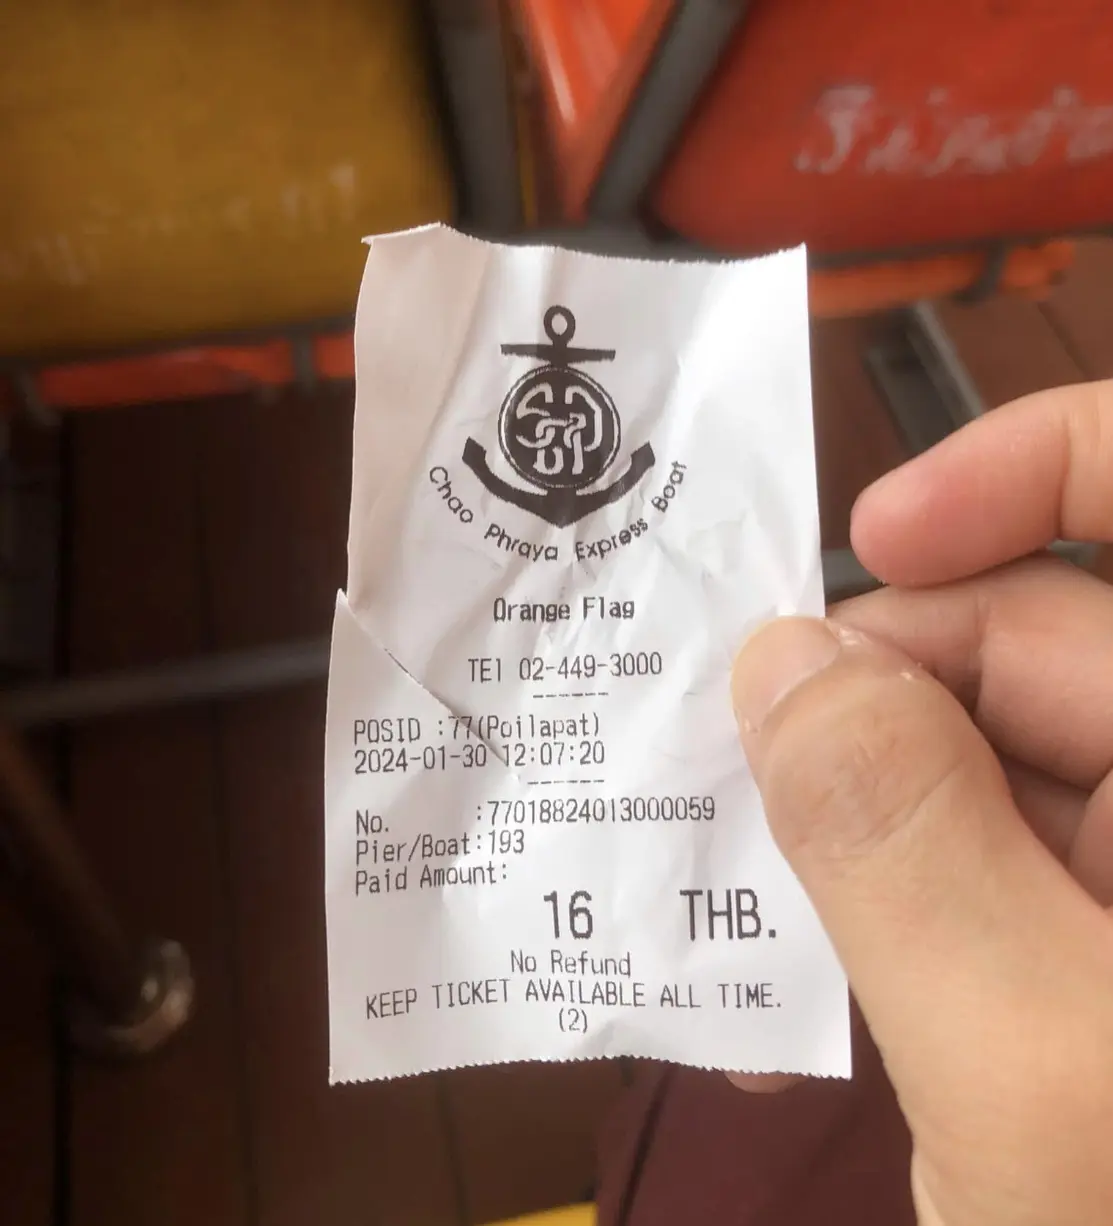 Chao Phraya Express Boat
Orange Flag
TEl 02-449-3000
------
POSID :77(Poilapat)
2024-01-30 12:07:20
------
No. :77018824013000059
Pier/Boat:193
Paid Amount:
16 THB.
No Refund
KEEP TICKET AVAILABLE ALL TIME.
(2)